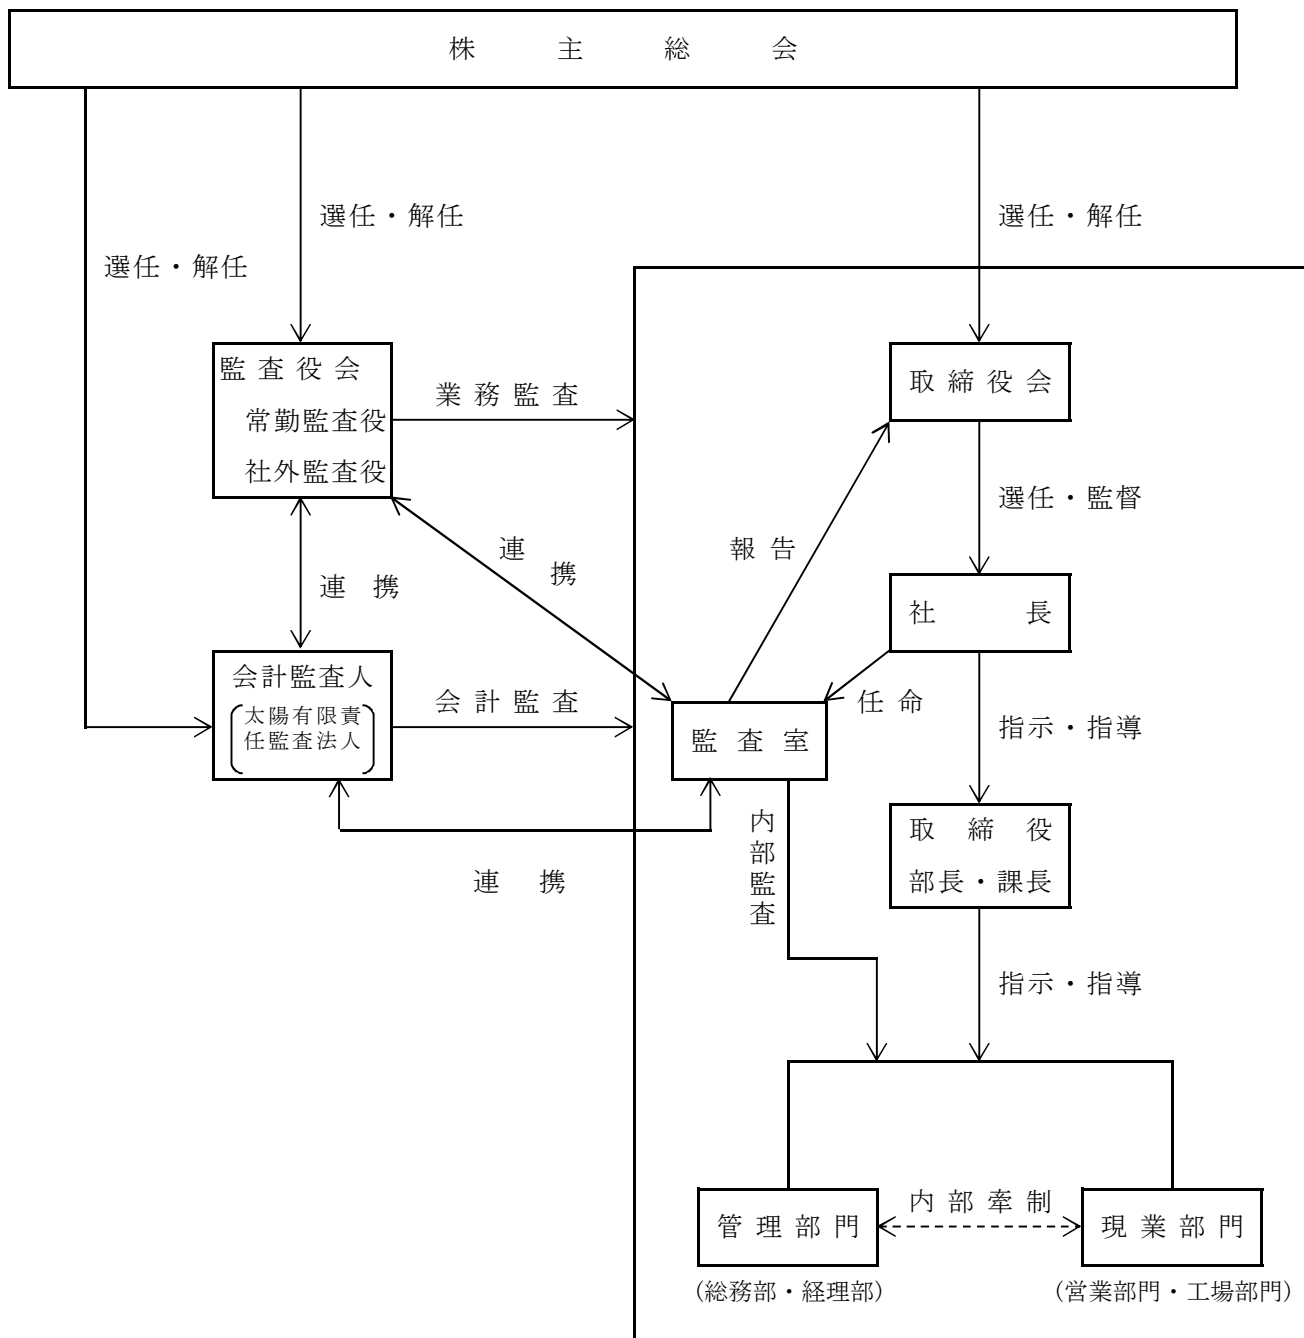 株主総会
選任・解任
選任・解任
選任・解任
監査役会
常勤監査役
社外監査役
業務監査
取締役会
選任・監督
連携
連携
報告
社長
会計監査人
太陽有限責
任監査法人
会計監査
任命
監査室
指示・指導
内部監査
取締役
部長・課長
連携
指示・指導
内部牽制
管理部門
現業部門
(総務部・経理部)
(営業部門・工場部門)